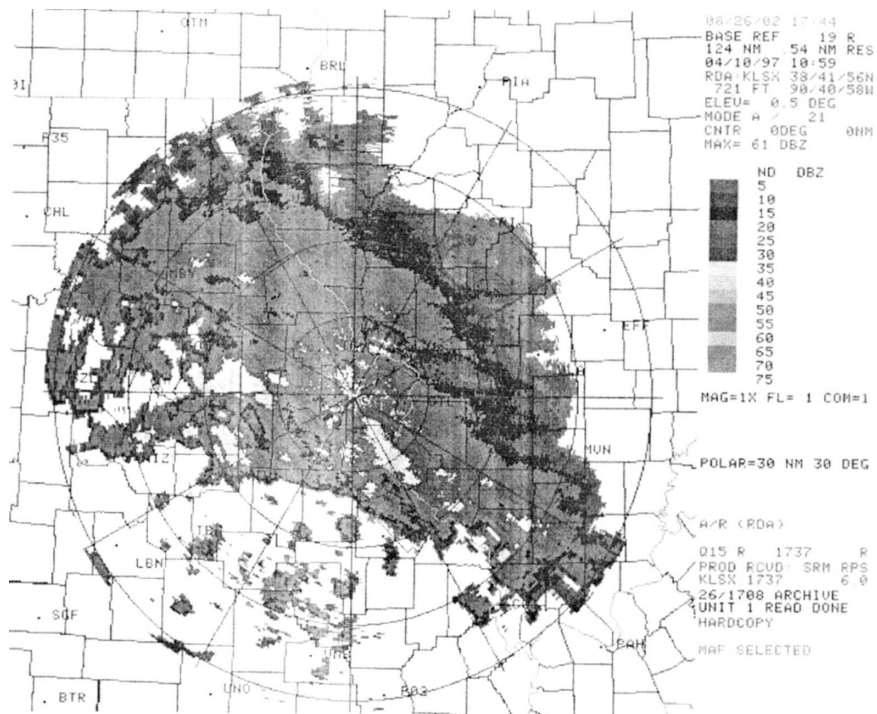 08/26/02 17:44
BASE REF 19 R
124 NM .54 NM RES
04/10/97 10:59
RDA:KLSX 38/41/56N
721 FT 90/40/58W
ELEV= 0.5 DEG
MODE A / 21
CNTR 0DEG 0NM
MAX= 61 DBZ
ND DBZ
5
10
15
20
25
30
35
40
45
50
55
60
65
70
75
MAG=1X FL= 1 COM=1
POLAR=30 NM 30 DEG
A/R (RDA)
Q15 R 1737 R
PROD RCVD: SRM RPS
KLSX 1737 6.0
26/1708 ARCHIVE
UNIT 1 READ DONE
HARDCOPY
MAP SELECTED
OTM
BRL
PIA
P35
CHL
MBY
EFF
MVN
TBN
LBN
SGF
PAH
UNO
P02
BTR